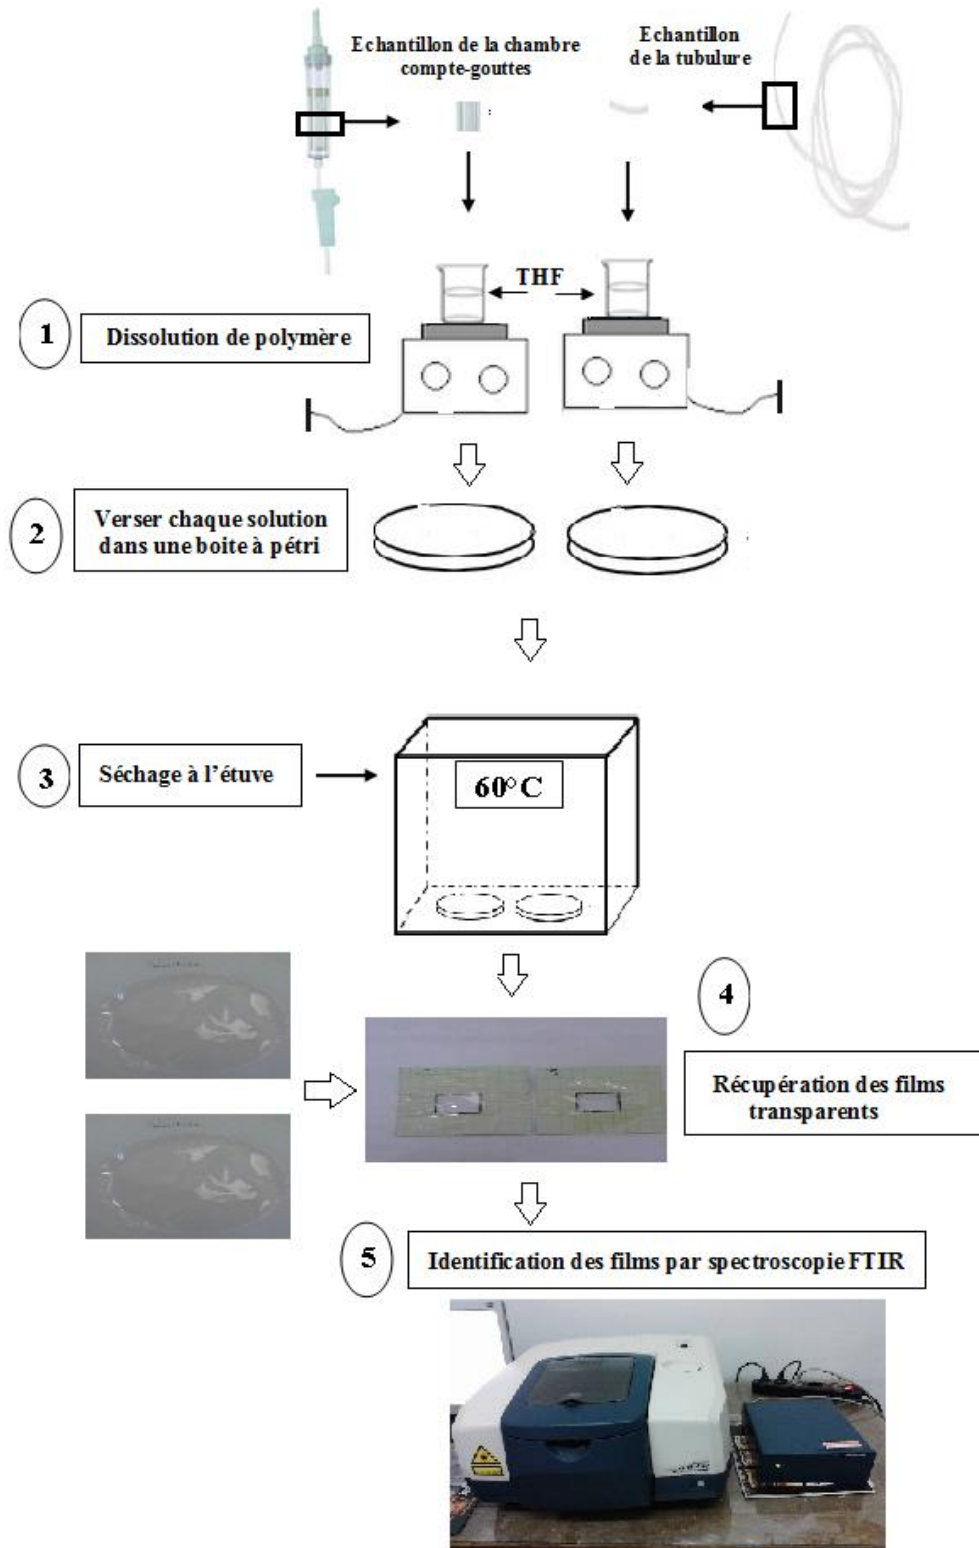 Echantillon de la chambre
compte-gouttes
Echantillon
de la tubulure
THF
1
Dissolution de polymère
2
Verser chaque solution
dans une boite à pétri
3
Séchage à l'étuve
60°C
4
Récupération des films
transparents
5
Identification des films par spectroscopie FTIR